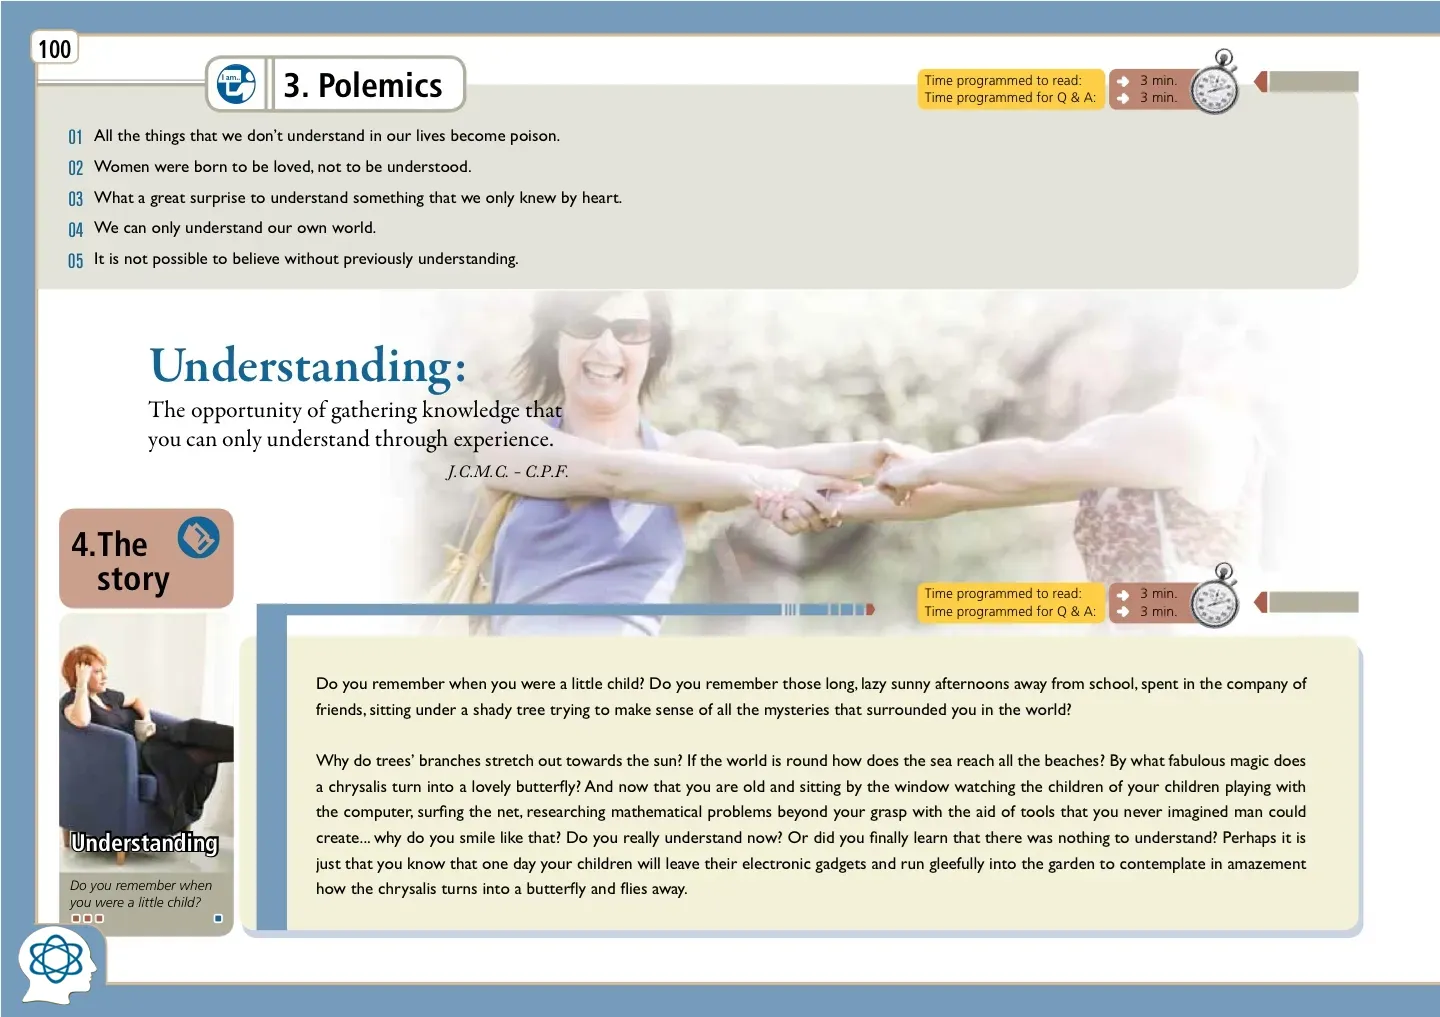 100
I am...
3. Polemics
Time programmed to read:
3 min.
Time programmed for Q & A:
3 min.
01 All the things that we don’t understand in our lives become poison.
02 Women were born to be loved, not to be understood.
03 What a great surprise to understand something that we only knew by heart.
04 We can only understand our own world.
05 It is not possible to believe without previously understanding.
Understanding:
The opportunity of gathering knowledge that
you can only understand through experience.
J.C.M.C. - C.P.F.
4.The
story
Time programmed to read:
3 min.
Time programmed for Q & A:
3 min.
Understanding
Do you remember when
you were a little child?
Do you remember when you were a little child? Do you remember those long, lazy sunny afternoons away from school, spent in the company of
friends, sitting under a shady tree trying to make sense of all the mysteries that surrounded you in the world?
Why do trees’ branches stretch out towards the sun? If the world is round how does the sea reach all the beaches? By what fabulous magic does
a chrysalis turn into a lovely butterfly? And now that you are old and sitting by the window watching the children of your children playing with
the computer, surfing the net, researching mathematical problems beyond your grasp with the aid of tools that you never imagined man could
create... why do you smile like that? Do you really understand now? Or did you finally learn that there was nothing to understand? Perhaps it is
just that you know that one day your children will leave their electronic gadgets and run gleefully into the garden to contemplate in amazement
how the chrysalis turns into a butterfly and flies away.